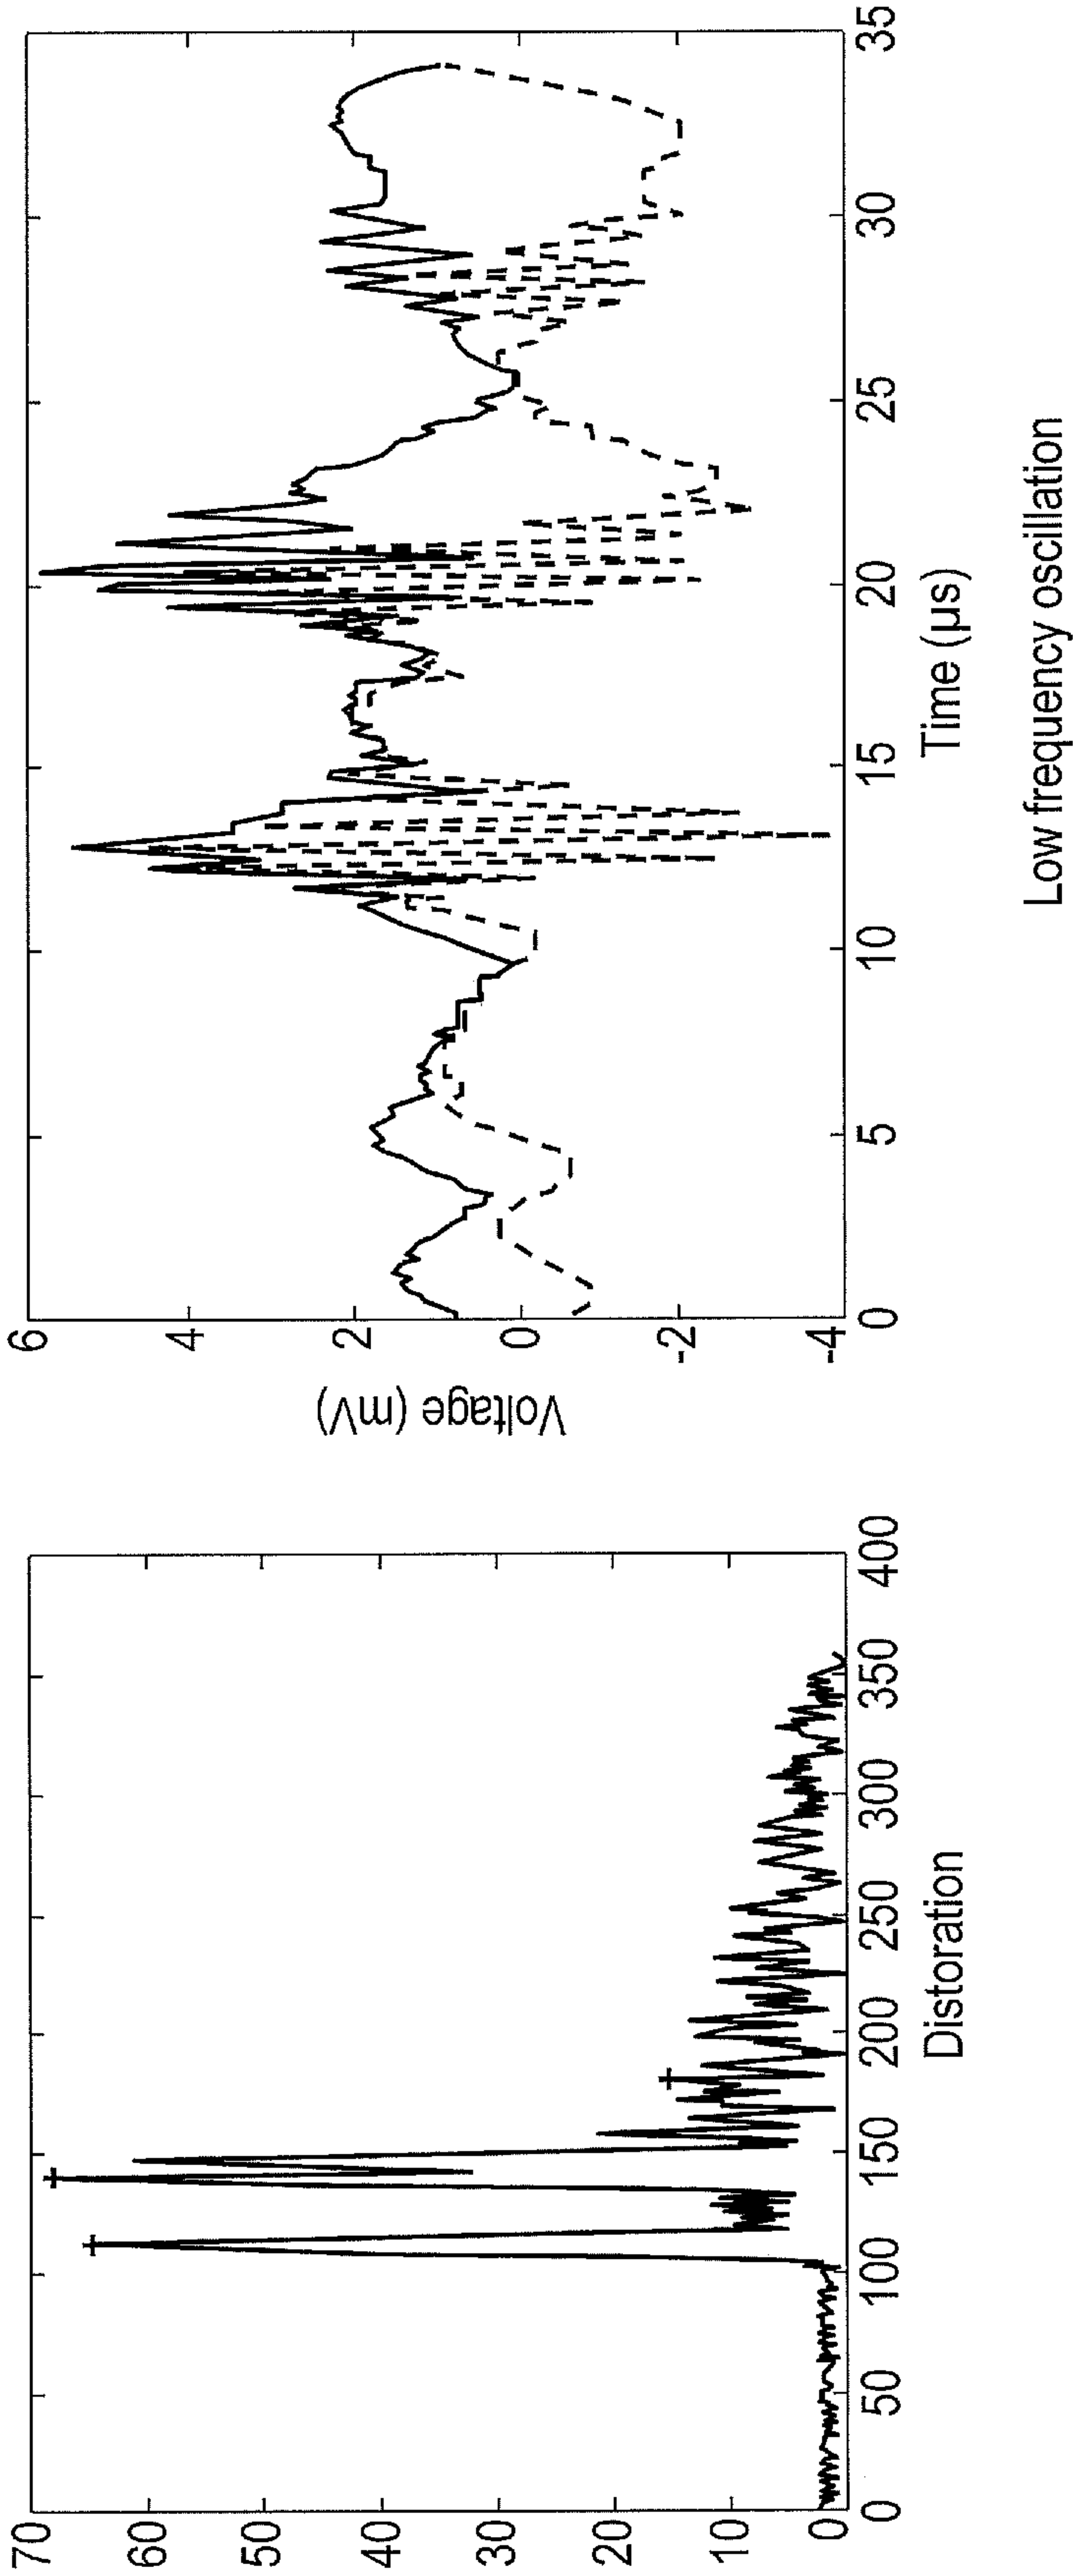 70
60
50
40
30
20
10
0
0 50 100 150 200 250 300 350 400
Distoration
Voltage (mV)
6
4
2
0
-2
-4
0 5 10 15 20 25 30 35
Time (µs)
Low frequency oscillation